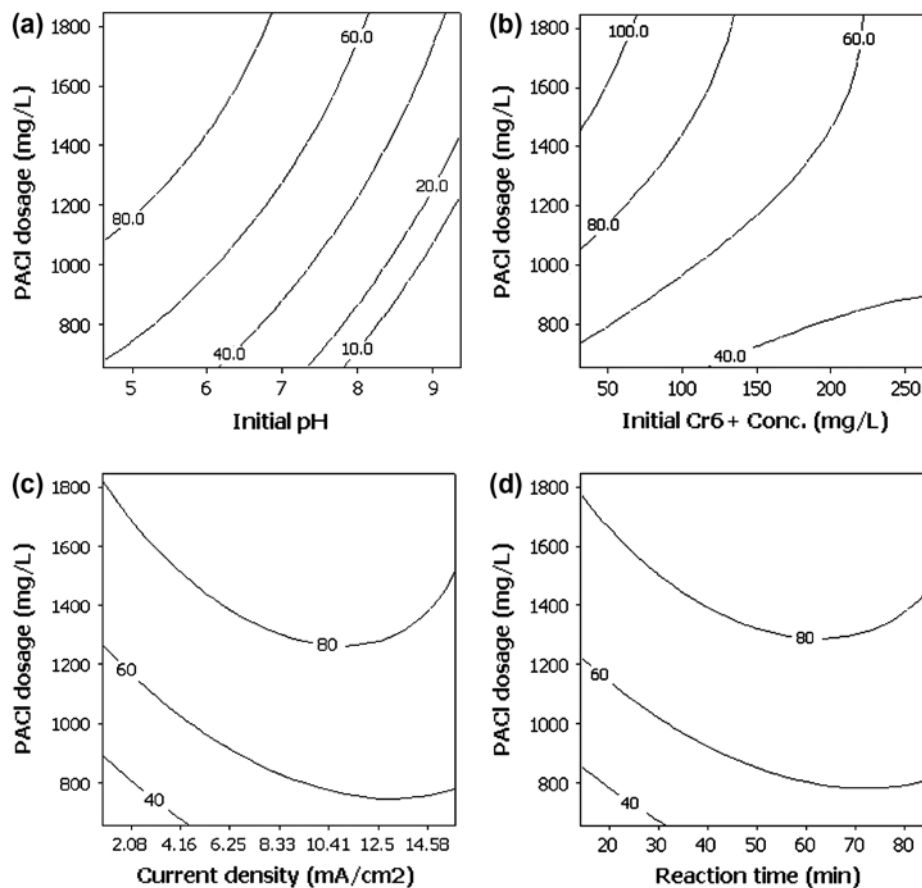 (a)
1800
1600
1400
1200
1000
800
PACl dosage (mg/L)
60.0
80.0
20.0
40.0
10.0
5 6 7 8 9
Initial pH
(b)
1800
1600
1400
1200
1000
800
PACl dosage (mg/L)
100.0
60.0
80.0
40.0
50 100 150 200 250
Initial Cr6+ Conc. (mg/L)
(c)
1800
1600
1400
1200
1000
800
PACl dosage (mg/L)
80
60
40
2.08 4.16 6.25 8.33 10.41 12.5 14.58
Current density (mA/cm2)
(d)
1800
1600
1400
1200
1000
800
PACl dosage (mg/L)
80
60
40
20 30 40 50 60 70 80
Reaction time (min)